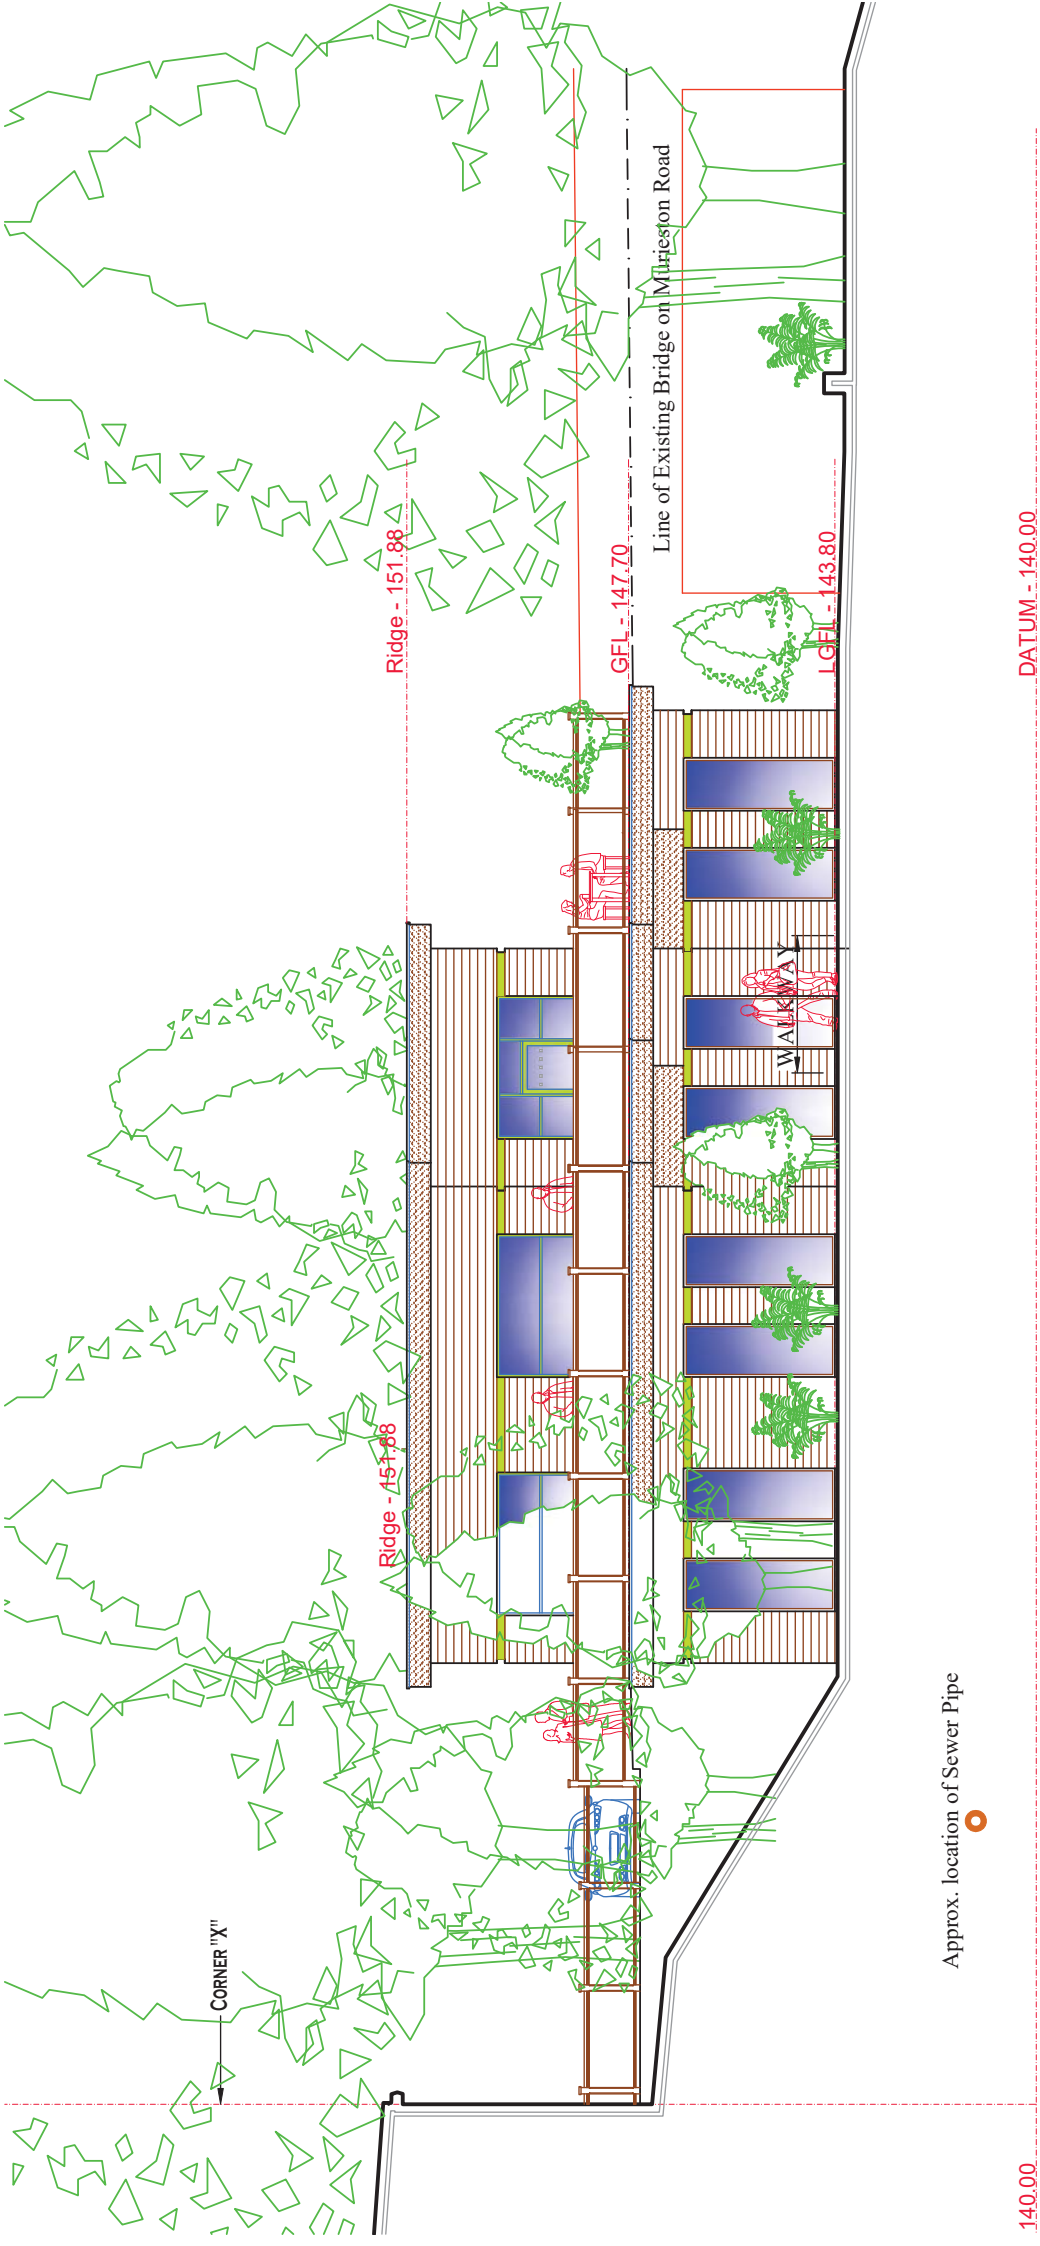 CORNER "X"
Ridge - 151.88
Ridge - 151.88
GFL - 147.70
Line of Existing Bridge on Murieston Road
WALKWAY
LGFL - 143.80
Approx. location of Sewer Pipe
140.00
DATUM - 140.00